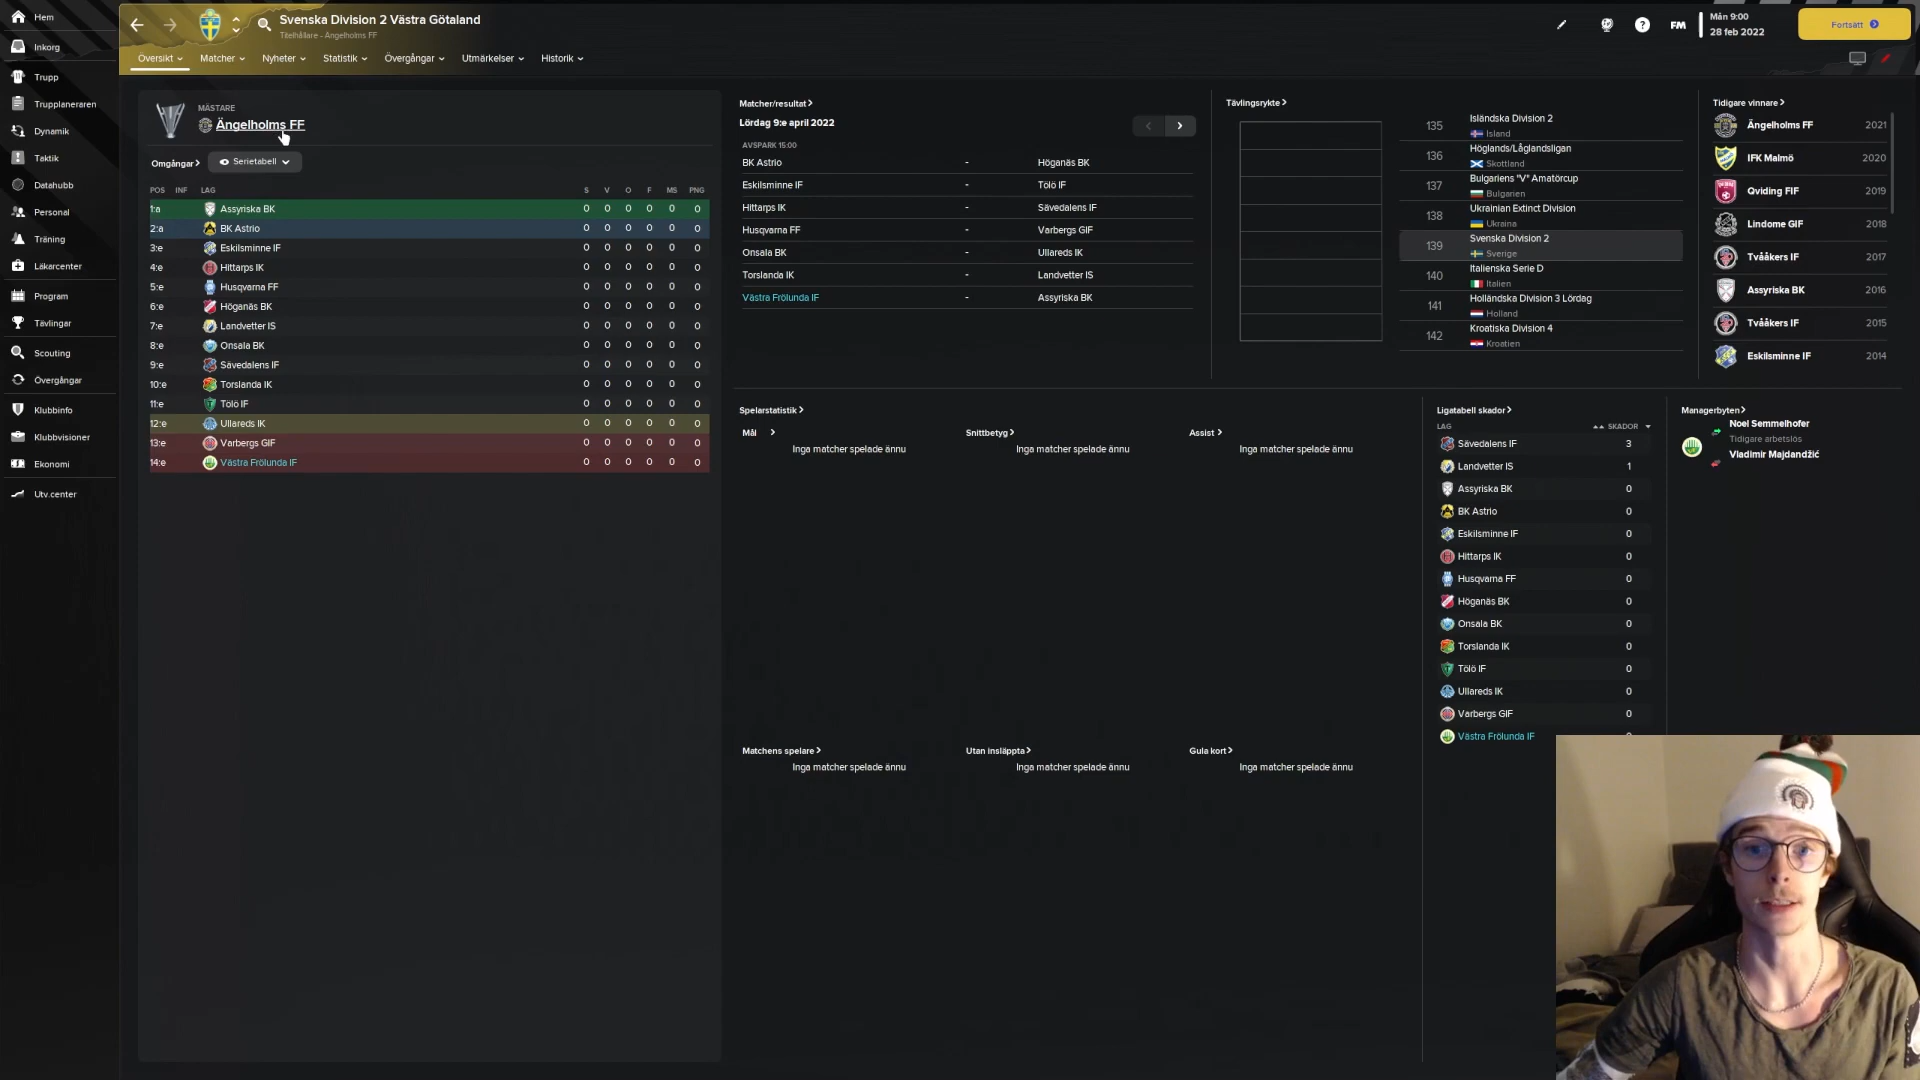 Hem
Inkorg
Trupp
Trupplaneraren
Dynamik
Taktik
Datahubb
Personal
Träning
Läkarcenter
Program
Tävlingar
Scouting
Övergångar
Klubbinfo
Klubbvisioner
Ekonomi
Utv.center
Svenska Division 2 Västra Götaland
Titelhållare - Ängelholms FF
Översikt
Matcher
Nyheter
Statistik
Övergångar
Utmärkelser
Historik
FM
Mån 9:00
28 feb 2022
Fortsätt
MÄSTARE
Ängelholms FF
Omgångar
Serietabell
POS INF LAG S V O F MS PNG
1:a Assyriska BK 0 0 0 0 0 0
2:a BK Astrio 0 0 0 0 0 0
3:e Eskilsminne IF 0 0 0 0 0 0
4:e Hittarps IK 0 0 0 0 0 0
5:e Husqvarna FF 0 0 0 0 0 0
6:e Höganäs BK 0 0 0 0 0 0
7:e Landvetter IS 0 0 0 0 0 0
8:e Onsala BK 0 0 0 0 0 0
9:e Sävedalens IF 0 0 0 0 0 0
10:e Torslanda IK 0 0 0 0 0 0
11:e Tölö IF 0 0 0 0 0 0
12:e Ullareds IK 0 0 0 0 0 0
13:e Varbergs GIF 0 0 0 0 0 0
14:e Västra Frölunda IF 0 0 0 0 0 0
Matcher/resultat
Lördag 9:e april 2022
AVSPARK 15:00
BK Astrio - Höganäs BK
Eskilsminne IF - Tölö IF
Hittarps IK - Sävedalens IF
Husqvarna FF - Varbergs GIF
Onsala BK - Ullareds IK
Torslanda IK - Landvetter IS
Västra Frölunda IF - Assyriska BK
Tävlingsrykte
135 Isländska Division 2
Island
136 Höglands/Låglandsligan
Skottland
137 Bulgariens "V" Amatörcup
Bulgarien
138 Ukrainian Extinct Division
Ukraina
139 Svenska Division 2
Sverige
140 Italienska Serie D
Italien
141 Holländska Division 3 Lördag
Holland
142 Kroatiska Division 4
Kroatien
Tidigare vinnare
Ängelholms FF 2021
IFK Malmö 2020
Qviding FIF 2019
Lindome GIF 2018
Tvååkers IF 2017
Assyriska BK 2016
Tvååkers IF 2015
Eskilsminne IF 2014
Spelarstatistik
Mål
Inga matcher spelade ännu
Snittbetyg
Inga matcher spelade ännu
Assist
Inga matcher spelade ännu
Matchens spelare
Inga matcher spelade ännu
Utan insläppta
Inga matcher spelade ännu
Gula kort
Inga matcher spelade ännu
Ligatabell skador
LAG SKADOR
Sävedalens IF 3
Landvetter IS 1
Assyriska BK 0
BK Astrio 0
Eskilsminne IF 0
Hittarps IK 0
Husqvarna FF 0
Höganäs BK 0
Onsala BK 0
Torslanda IK 0
Tölö IF 0
Ullareds IK 0
Varbergs GIF 0
Västra Frölunda IF
Managerbyten
Noel Semmelhofer
Tidigare arbetslös
Vladimir Majdandžić